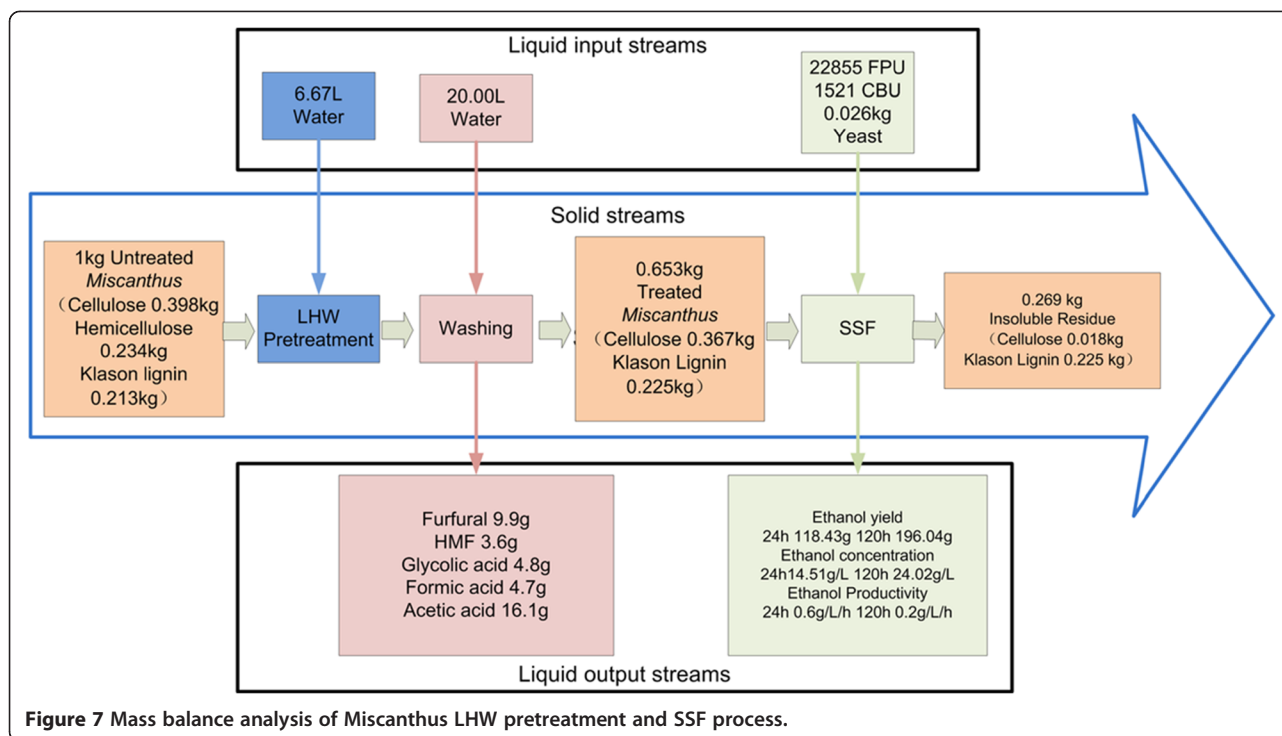 Liquid input streams
6.67L
Water
20.00L
Water
22855 FPU
1521 CBU
0.026kg
Yeast
Solid streams
1kg Untreated
Miscanthus
（Cellulose 0.398kg
Hemicellulose
0.234kg
Klason lignin
0.213kg）
LHW
Pretreatment
Washing
0.653kg
Treated
Miscanthus
（Cellulose 0.367kg
Klason Lignin
0.225kg）
SSF
0.269 kg
Insoluble Residue
（Cellulose 0.018kg
Klason Lignin 0.225 kg）
Furfural 9.9g
HMF 3.6g
Glycolic acid 4.8g
Formic acid 4.7g
Acetic acid 16.1g
Ethanol yield
24h 118.43g 120h 196.04g
Ethanol concentration
24h14.51g/L 120h 24.02g/L
Ethanol Productivity
24h 0.6g/L/h 120h 0.2g/L/h
Liquid output streams
Figure 7 Mass balance analysis of Miscanthus LHW pretreatment and SSF process.